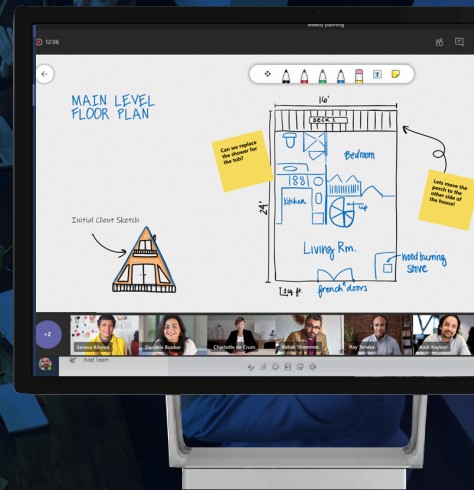 Weekly planning
12:06
MAIN LEVEL
FLOOR PLAN
16'
DECK
Can we replace
the shower for
the tub?
Bedroom
Lets move the
porch to the
other side of
the house!
Kitchen
up
24'
Initial Client Sketch
Living Rm.
wood burning
stove
french doors
+2
Serena Ribeiro
Danielle Booker
Charlotte de Crum
Babak Shammas
Ray Tanaka
Aadi Kapoor